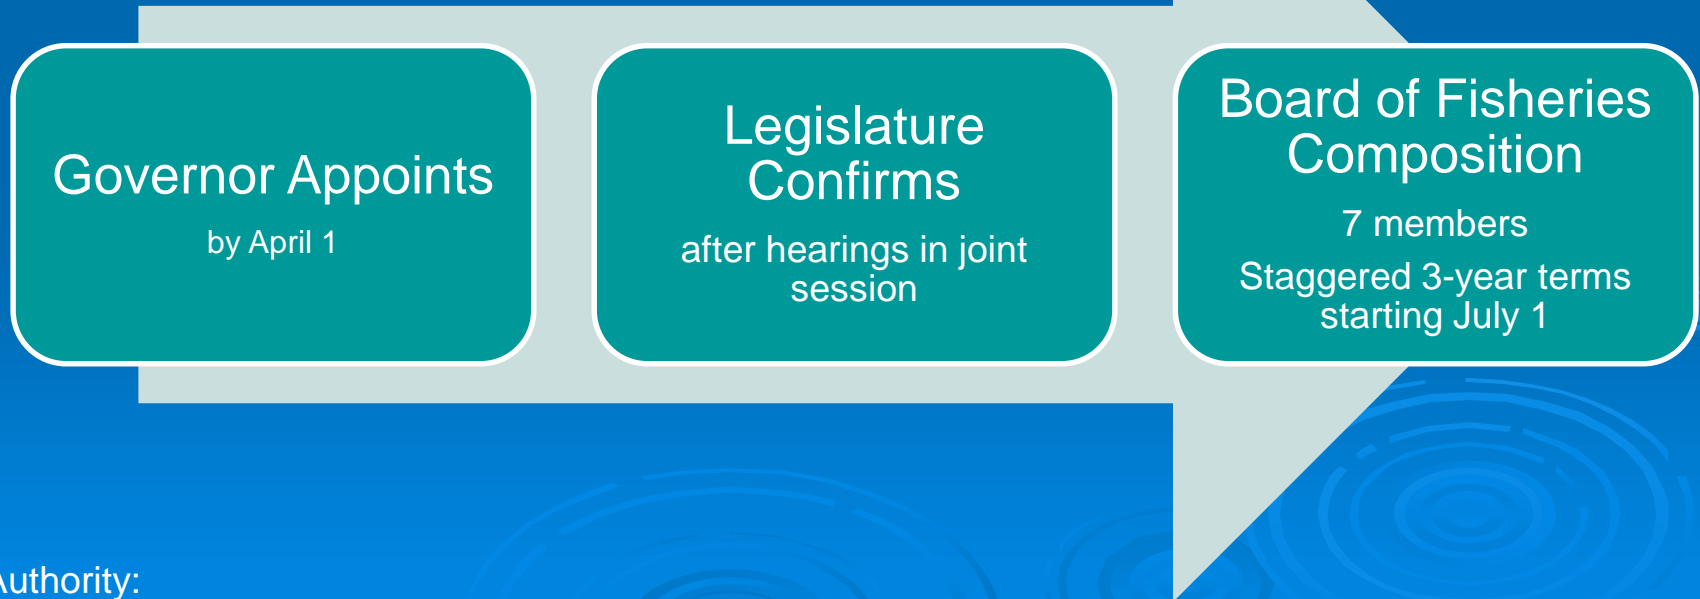 Governor Appoints
by April 1
Legislature
Confirms
after hearings in joint
session
Board of Fisheries
Composition
7 members
Staggered 3-year terms
starting July 1
Authority: